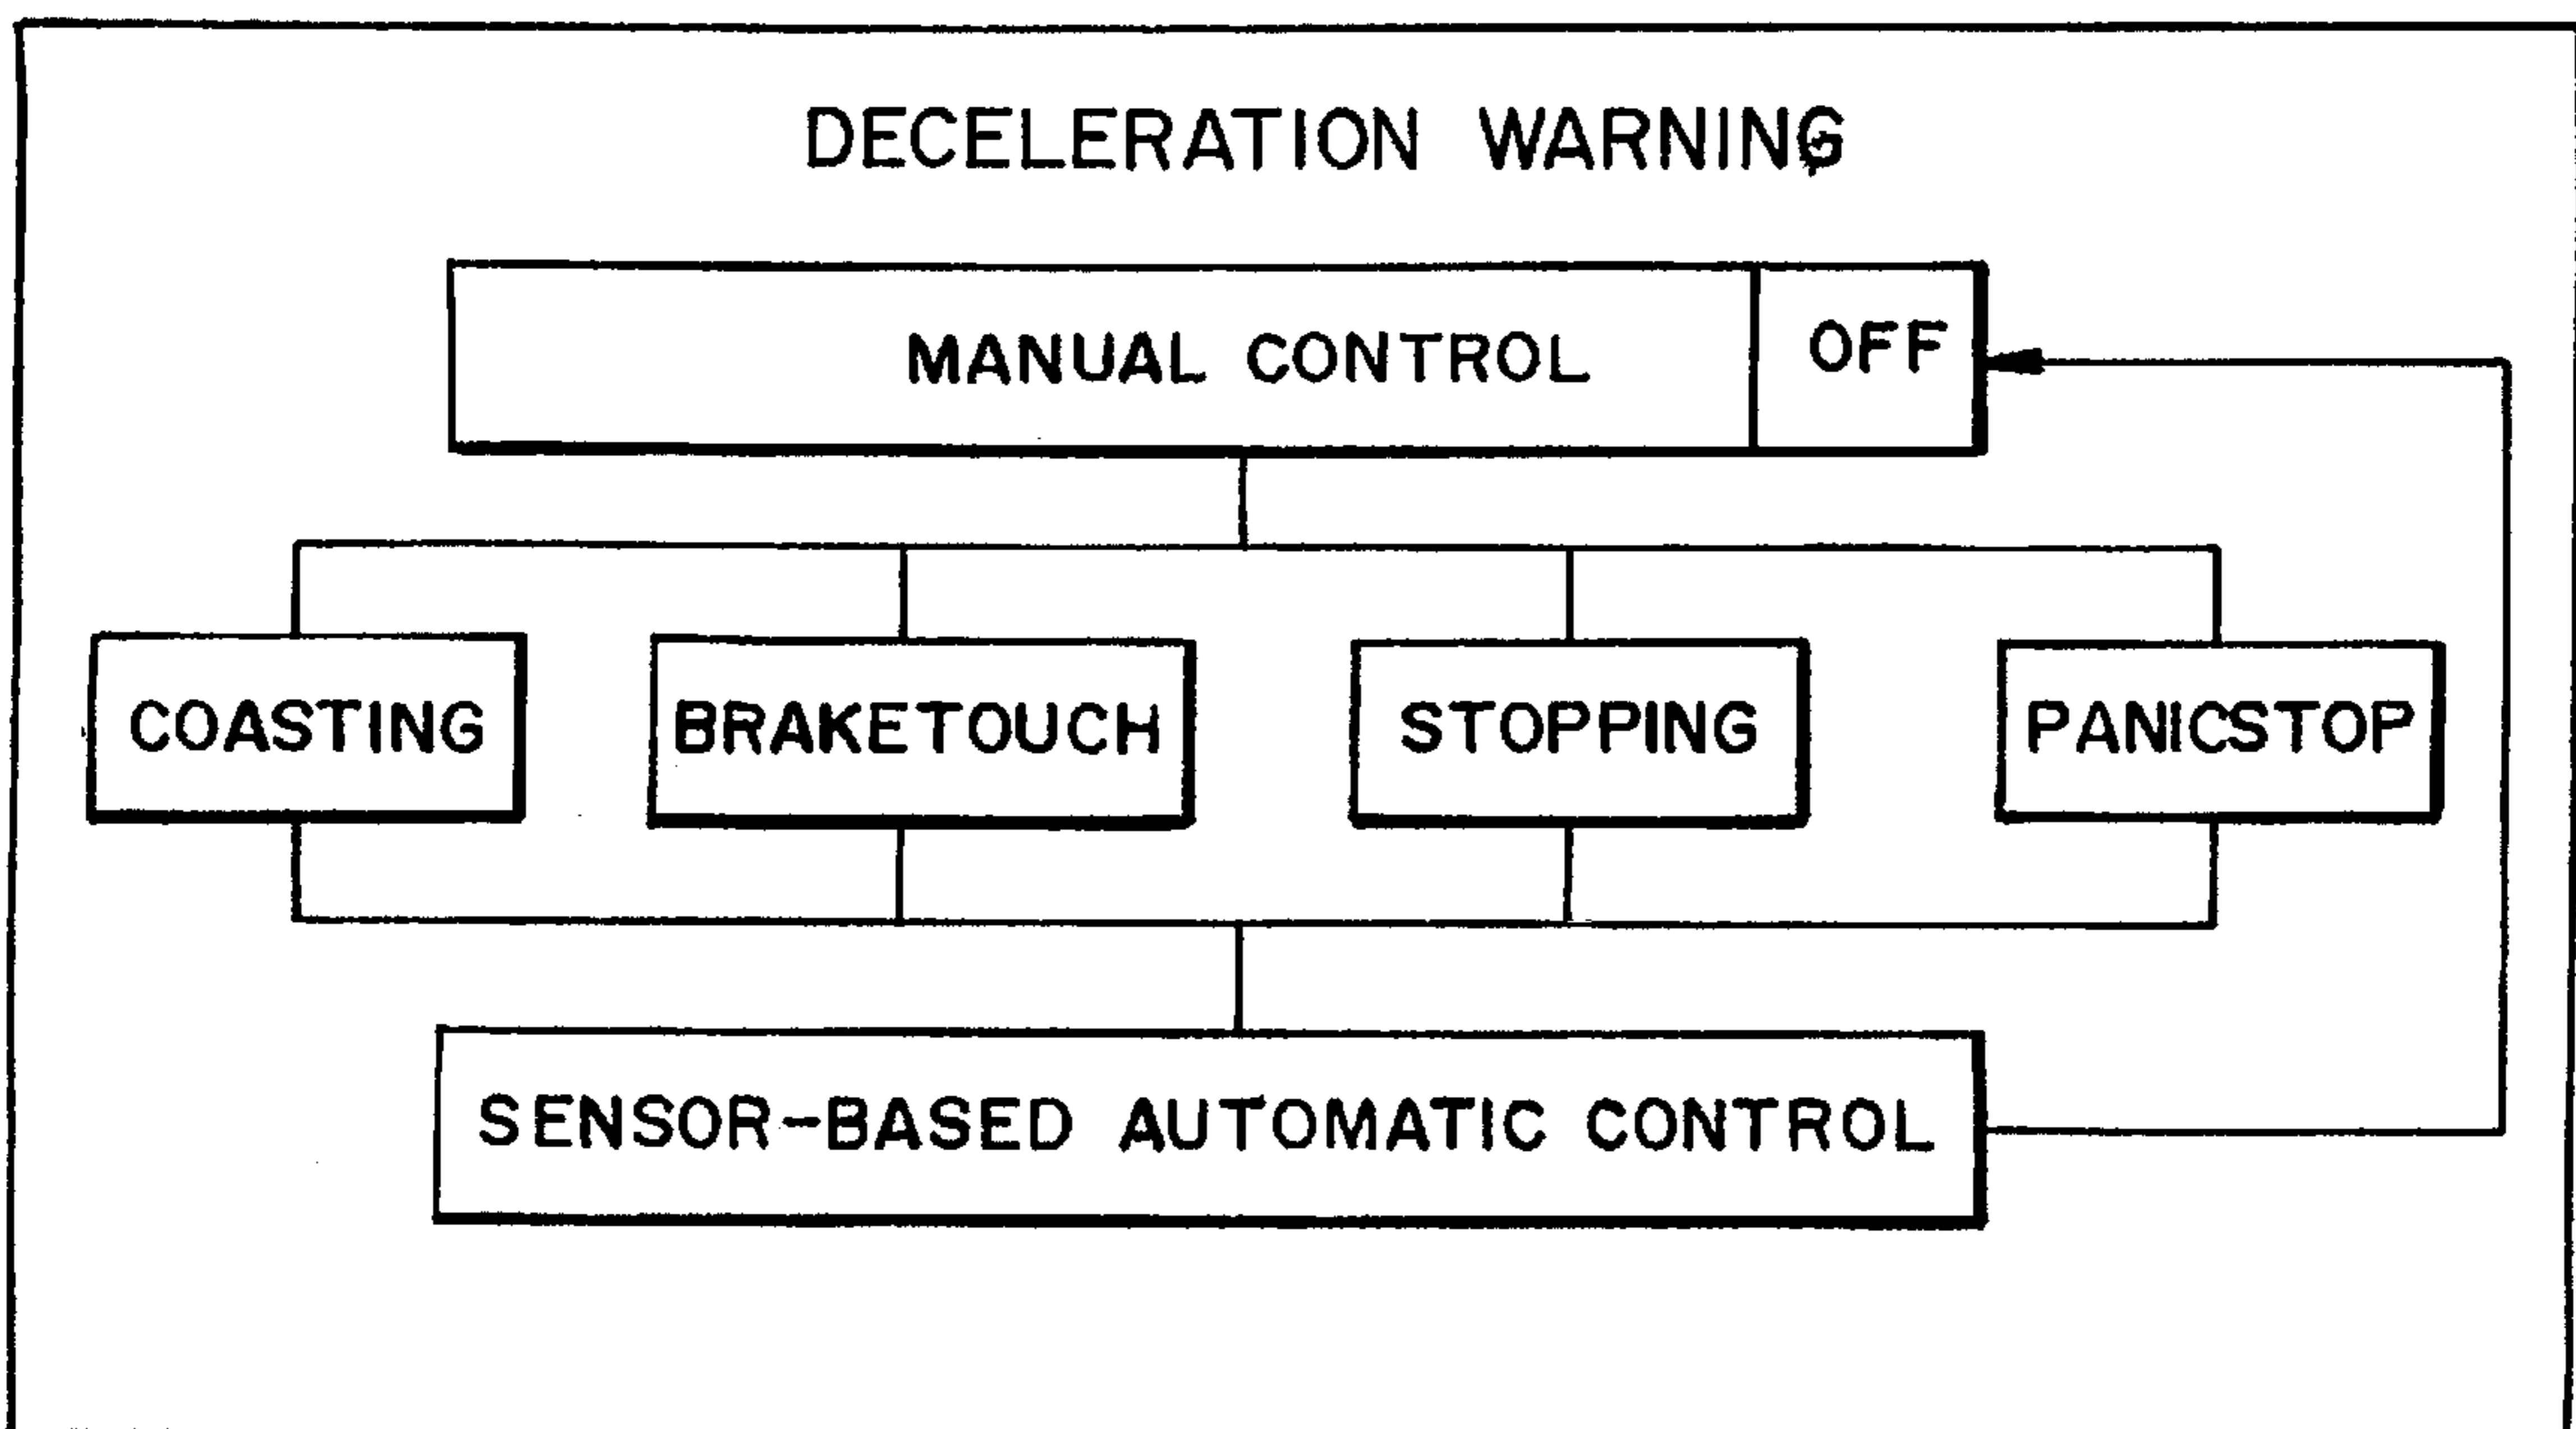 DECELERATION WARNING
MANUAL CONTROL
OFF
COASTING
BRAKETOUCH
STOPPING
PANICSTOP
SENSOR-BASED AUTOMATIC CONTROL